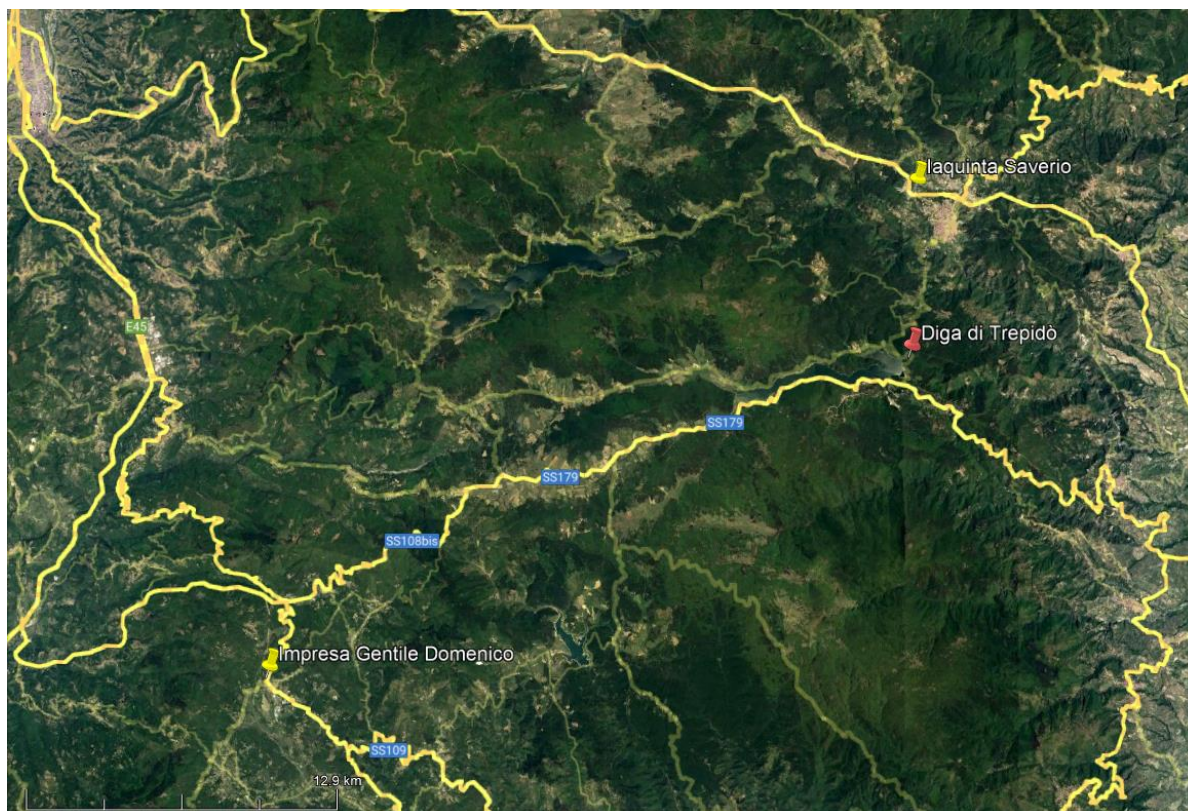 Iaquinta Saverio
E45
Diga di Trepidò
SS179
SS179
SS108bis
Impresa Gentile Domenico
SS109
12.9 km